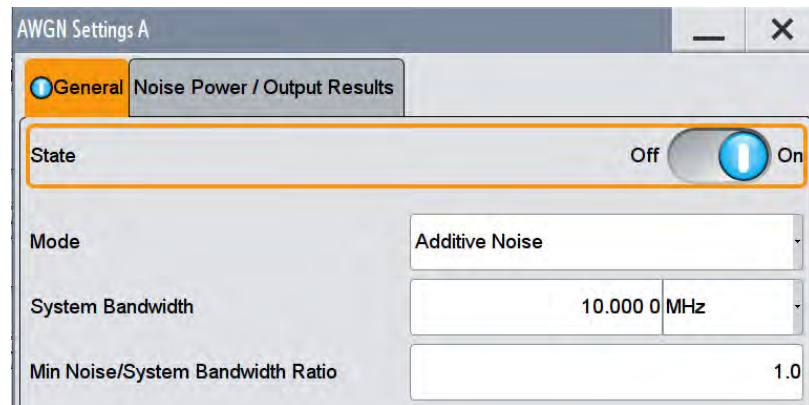 AWGN Settings A
General Noise Power / Output Results
State Off On
Mode Additive Noise
System Bandwidth 10.000 0 MHz
Min Noise/System Bandwidth Ratio 1.0